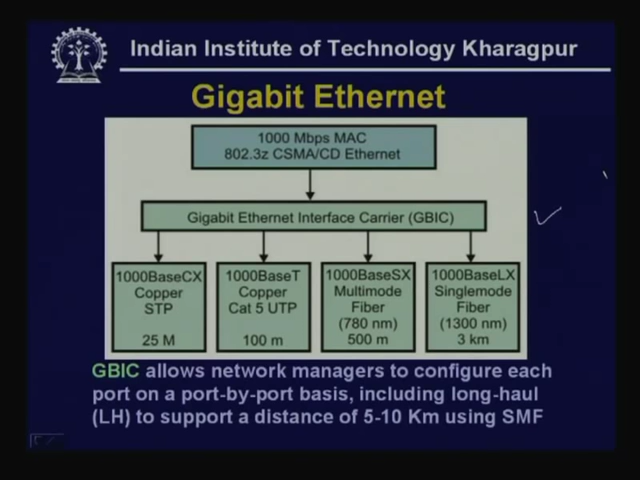 Indian Institute of Technology Kharagpur
Gigabit Ethernet
1000 Mbps MAC
802.3z CSMA/CD Ethernet
Gigabit Ethernet Interface Carrier (GBIC)
1000BaseCX
Copper
STP
25 M
1000BaseT
Copper
Cat 5 UTP
100 m
1000BaseSX
Multimode
Fiber
(780 nm)
500 m
1000BaseLX
Singlemode
Fiber
(1300 nm)
3 km
GBIC allows network managers to configure each
port on a port-by-port basis, including long-haul
(LH) to support a distance of 5-10 Km using SMF